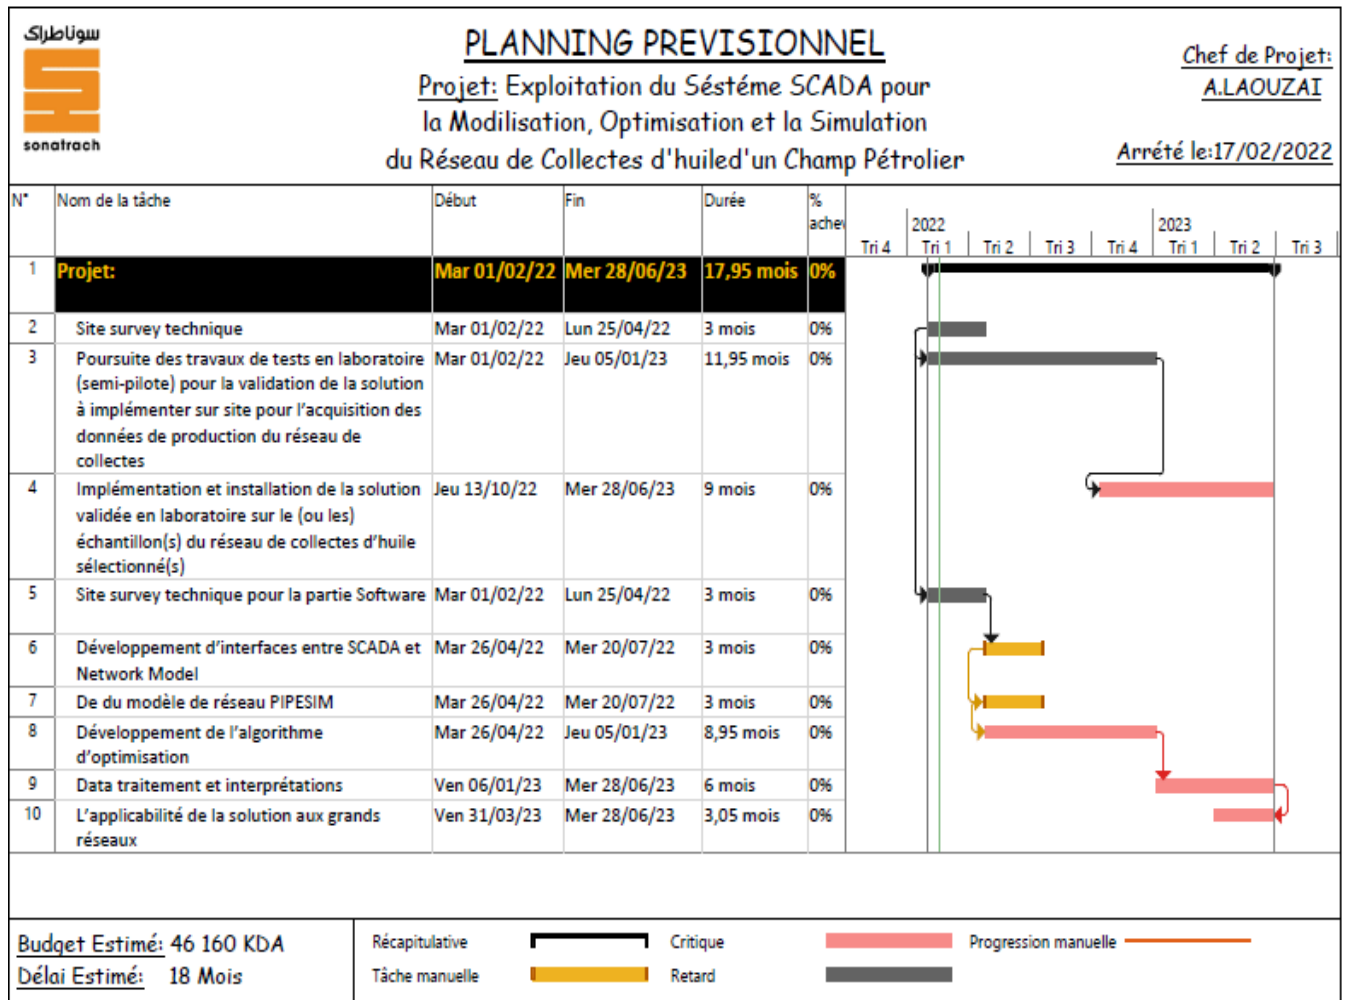 سوناطراك
sonatrach
PLANNING PREVISIONNEL
Projet: Exploitation du Séstéme SCADA pour
la Modilisation, Optimisation et la Simulation
du Réseau de Collectes d'huiled'un Champ Pétrolier
Chef de Projet:
A.LAOUZAI
Arrété le:17/02/2022
N° Nom de la tâche Début Fin Durée %
achev
2022 2023
Tri 4 Tri 1 Tri 2 Tri 3 Tri 4 Tri 1 Tri 2 Tri 3
1 Projet: Mar 01/02/22 Mer 28/06/23 17,95 mois 0%
2 Site survey technique Mar 01/02/22 Lun 25/04/22 3 mois 0%
3 Poursuite des travaux de tests en laboratoire Mar 01/02/22 Jeu 05/01/23 11,95 mois 0%
(semi-pilote) pour la validation de la solution
à implémenter sur site pour l'acquisition des
données de production du réseau de
collectes
4 Implémentation et installation de la solution Jeu 13/10/22 Mer 28/06/23 9 mois 0%
validée en laboratoire sur le (ou les)
échantillon(s) du réseau de collectes d'huile
sélectionné(s)
5 Site survey technique pour la partie Software Mar 01/02/22 Lun 25/04/22 3 mois 0%
6 Développement d'interfaces entre SCADA et Mar 26/04/22 Mer 20/07/22 3 mois 0%
Network Model
7 De du modèle de réseau PIPESIM Mar 26/04/22 Mer 20/07/22 3 mois 0%
8 Développement de l'algorithme Mar 26/04/22 Jeu 05/01/23 8,95 mois 0%
d'optimisation
9 Data traitement et interprétations Ven 06/01/23 Mer 28/06/23 6 mois 0%
10 L'applicabilité de la solution aux grands Ven 31/03/23 Mer 28/06/23 3,05 mois 0%
réseaux
Budget Estimé: 46 160 KDA
Délai Estimé: 18 Mois
Récapitulative Critique Progression manuelle
Tâche manuelle Retard